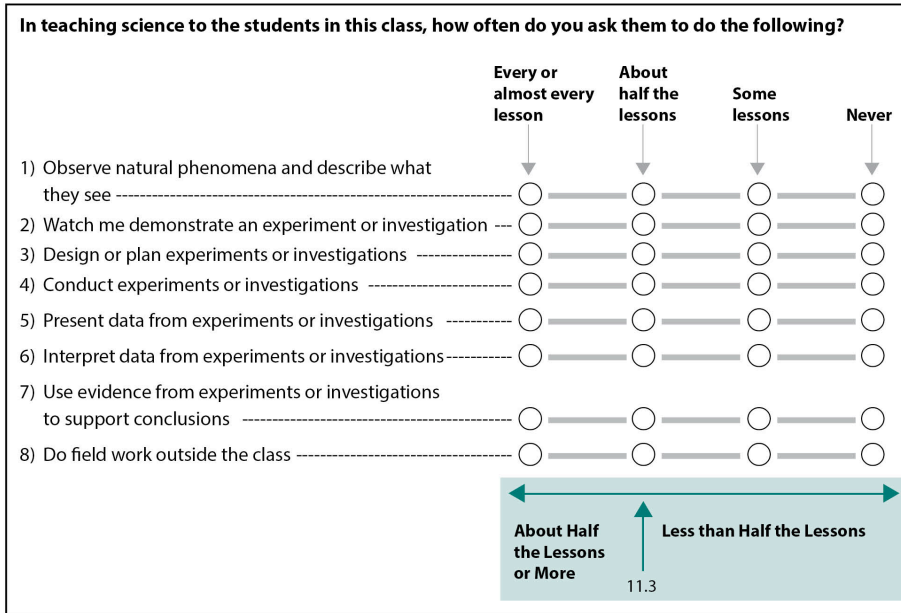 In teaching science to the students in this class, how often do you ask them to do the following?
Every or
almost every
lesson
About
half the
lessons
Some
lessons
Never
1) Observe natural phenomena and describe what
they see
2) Watch me demonstrate an experiment or investigation
3) Design or plan experiments or investigations
4) Conduct experiments or investigations
5) Present data from experiments or investigations
6) Interpret data from experiments or investigations
7) Use evidence from experiments or investigations
to support conclusions
8) Do field work outside the class
About Half
the Lessons
or More
Less than Half the Lessons
11.3